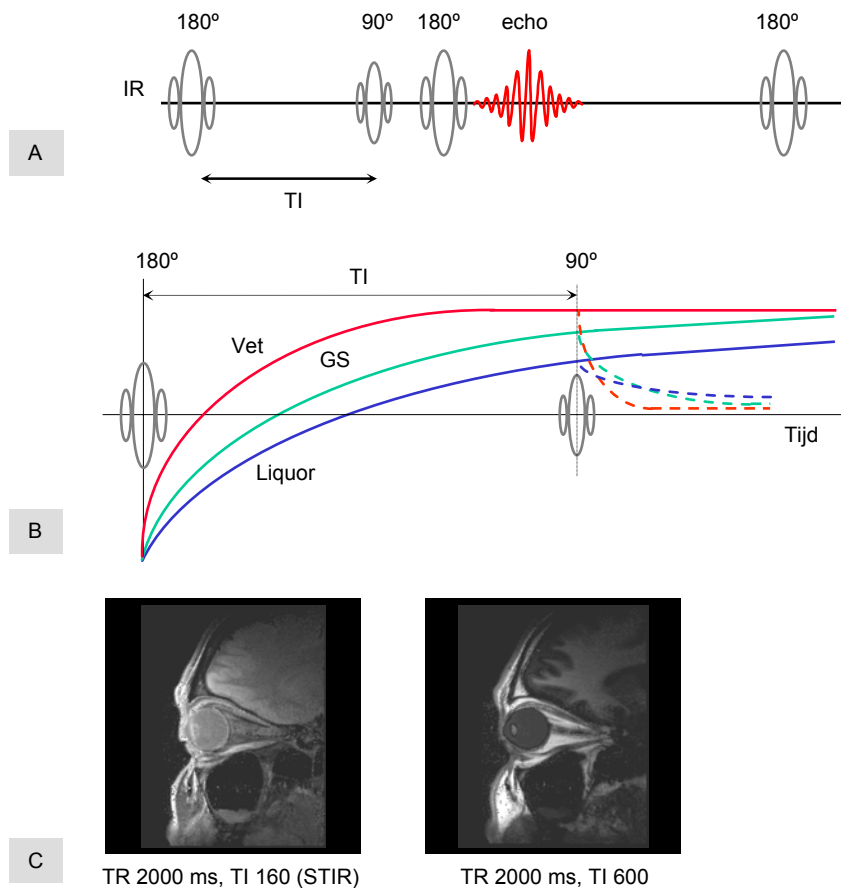 180º 90º 180º echo 180º
IR
A
TI
180º 90º
TI
Vet
GS
Tijd
Liquor
B
C
TR 2000 ms, TI 160 (STIR) TR 2000 ms, TI 600